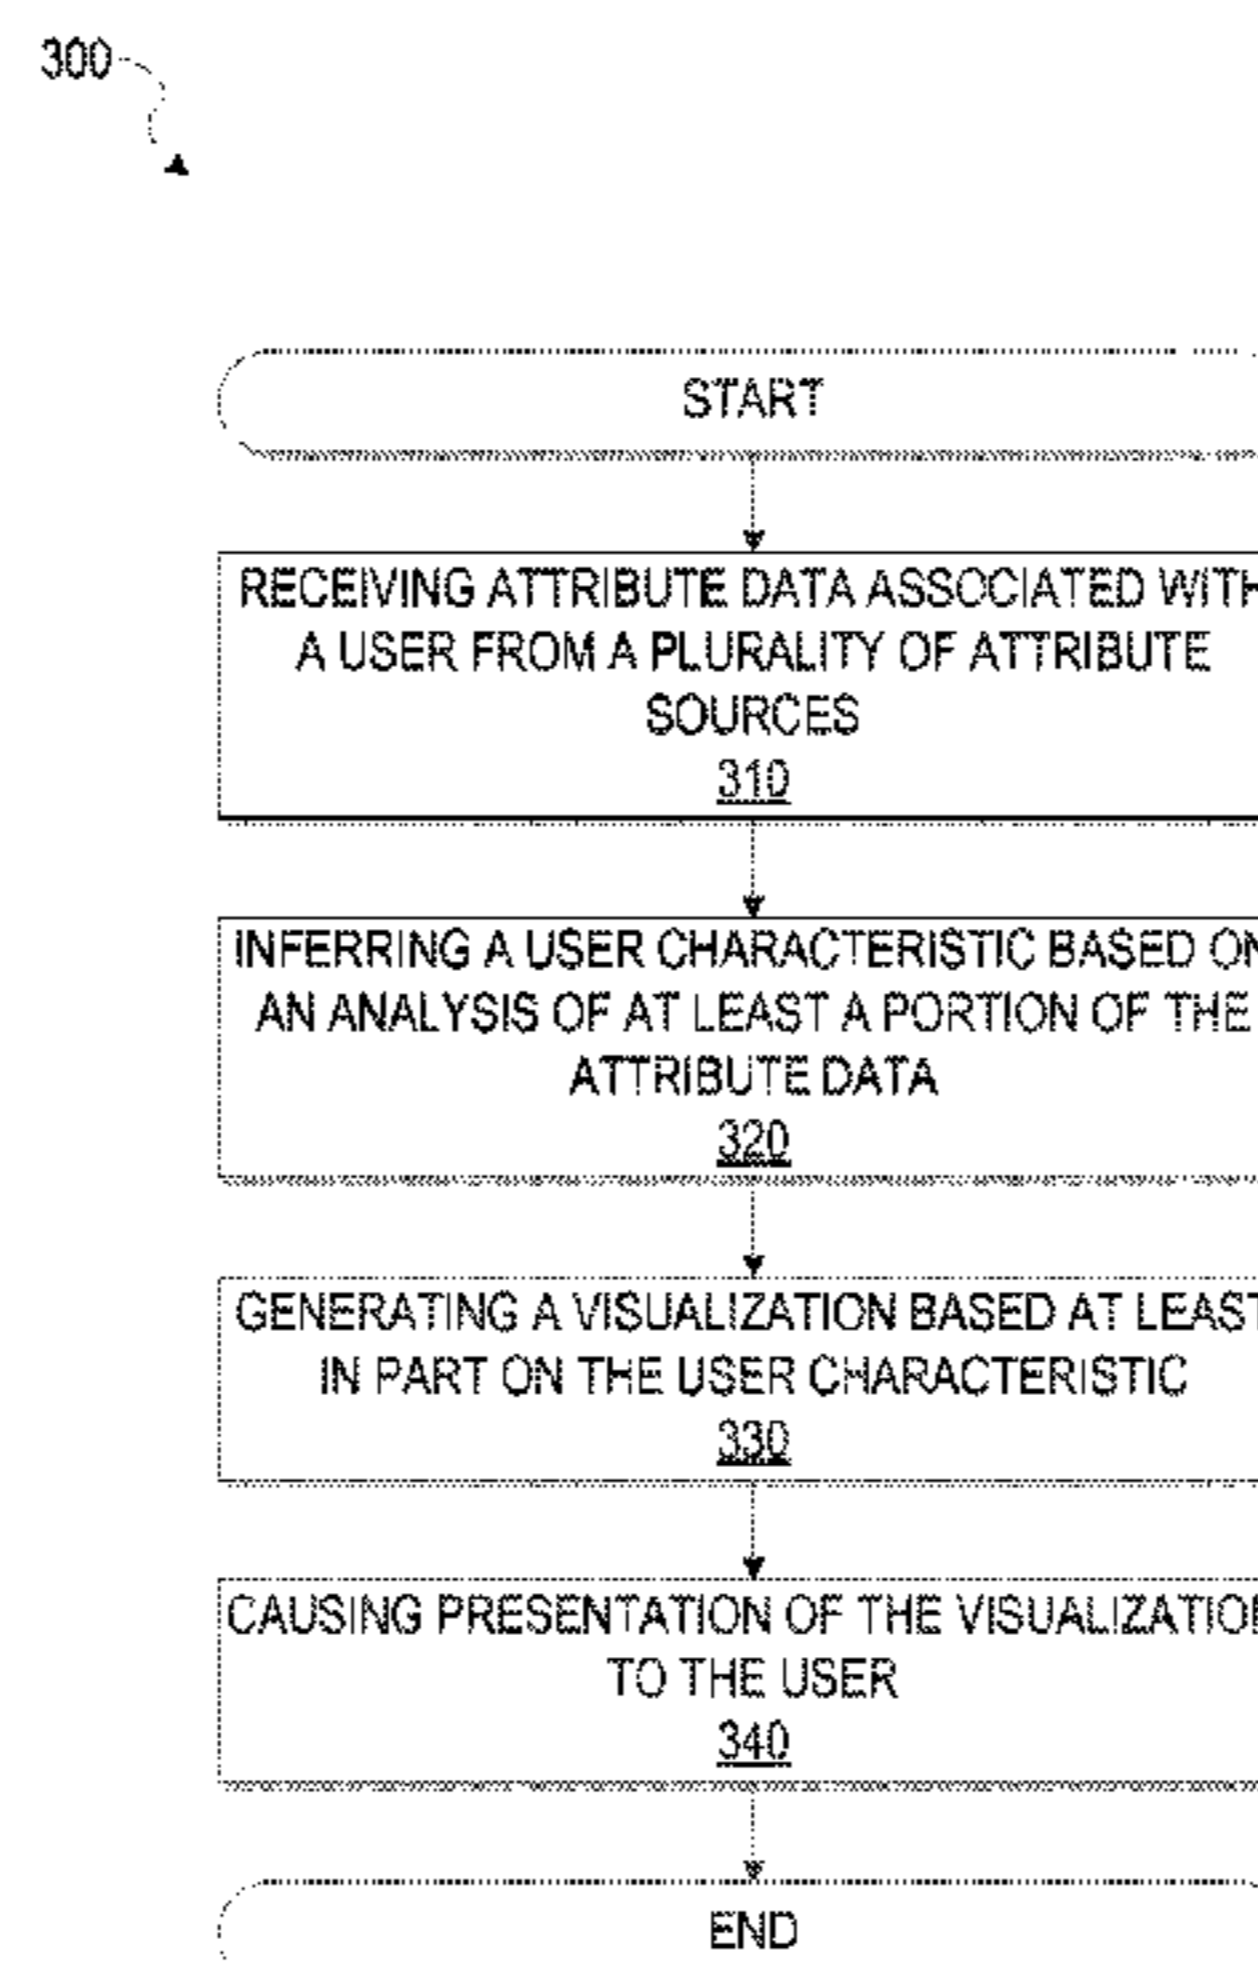 300
START
RECEIVING ATTRIBUTE DATA ASSOCIATED WITH
A USER FROM A PLURALITY OF ATTRIBUTE
SOURCES
310
INFERRING A USER CHARACTERISTIC BASED ON
AN ANALYSIS OF AT LEAST A PORTION OF THE
ATTRIBUTE DATA
320
GENERATING A VISUALIZATION BASED AT LEAST
IN PART ON THE USER CHARACTERISTIC
330
CAUSING PRESENTATION OF THE VISUALIZATION
TO THE USER
340
END